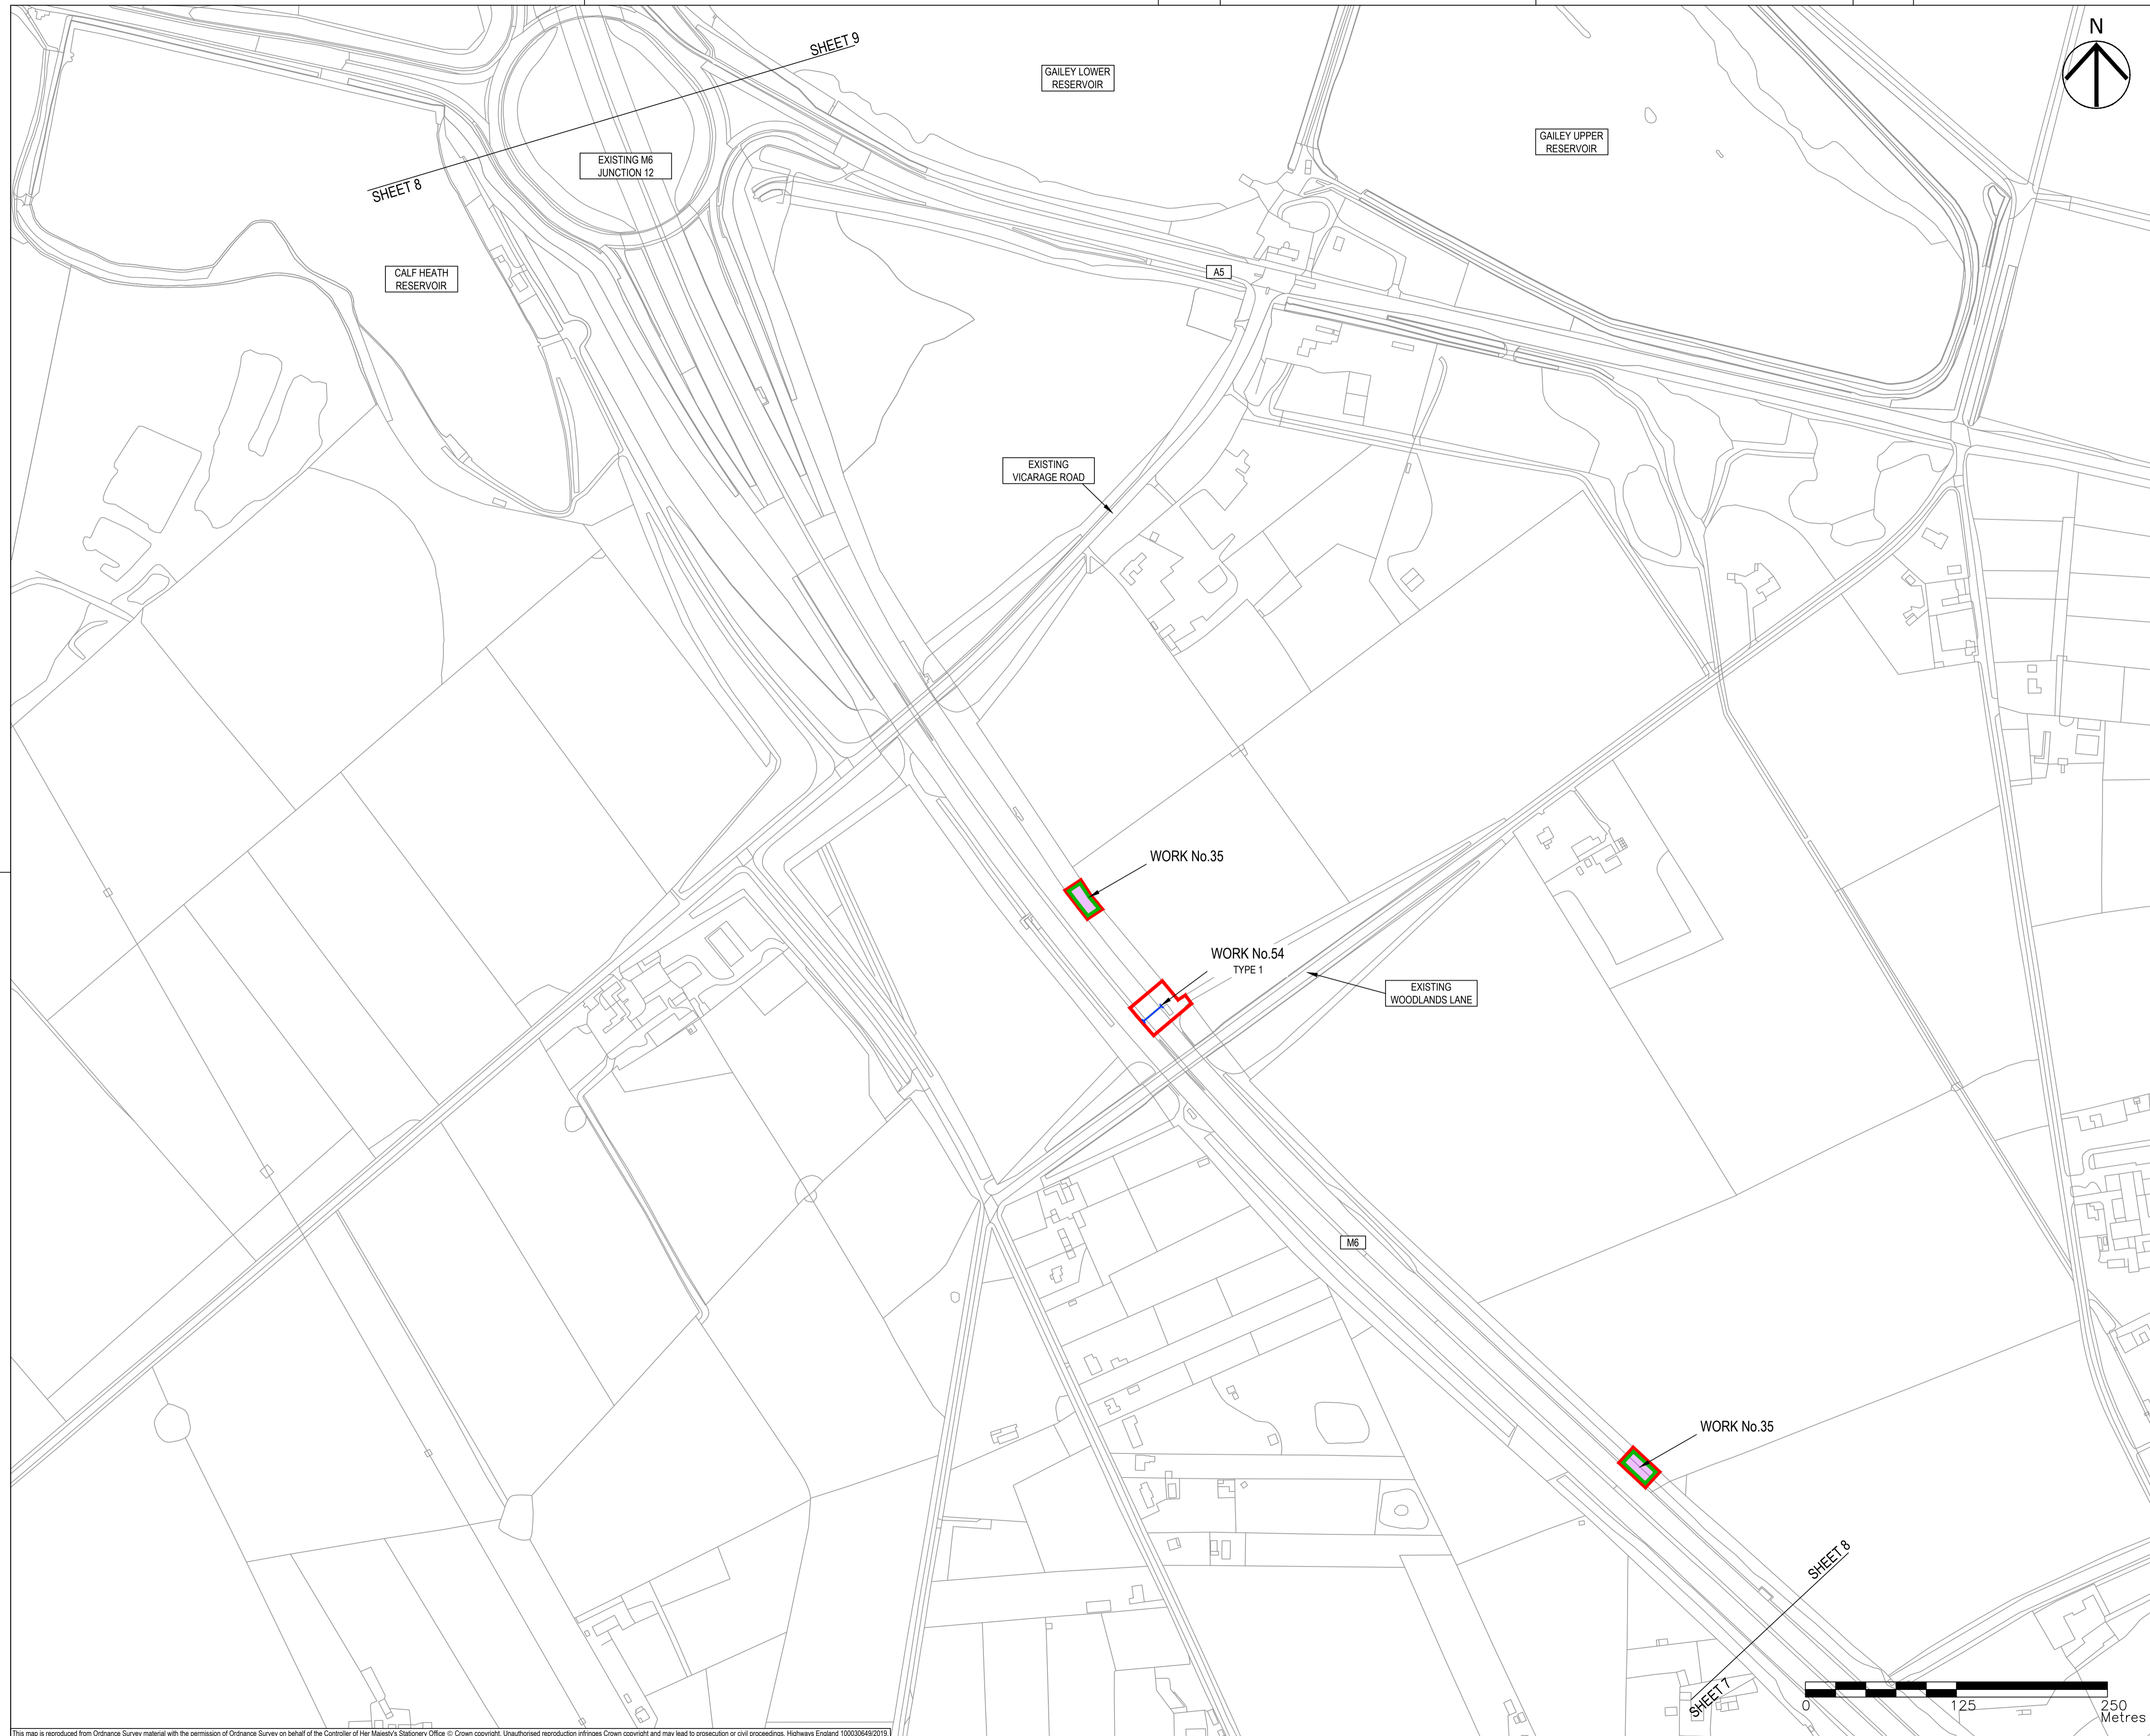 SHEET 9
SHEET 8
N
GAILEY LOWER
RESERVOIR
GAILEY UPPER
RESERVOIR
EXISTING M6
JUNCTION 12
CALF HEATH
RESERVOIR
A5
EXISTING
VICARAGE ROAD
WORK No.35
WORK No.54
TYPE 1
EXISTING
WOODLANDS LANE
M6
WORK No.35
SHEET 8
SHEET 7
0 125 250
Metres
This map is reproduced from Ordnance Survey material with the permission of Ordnance Survey on behalf of the Controller of Her Majesty's Stationery Office © Crown copyright. Unauthorised reproduction infringes Crown copyright and may lead to prosecution or civil proceedings. Highways England 100030649/2019.